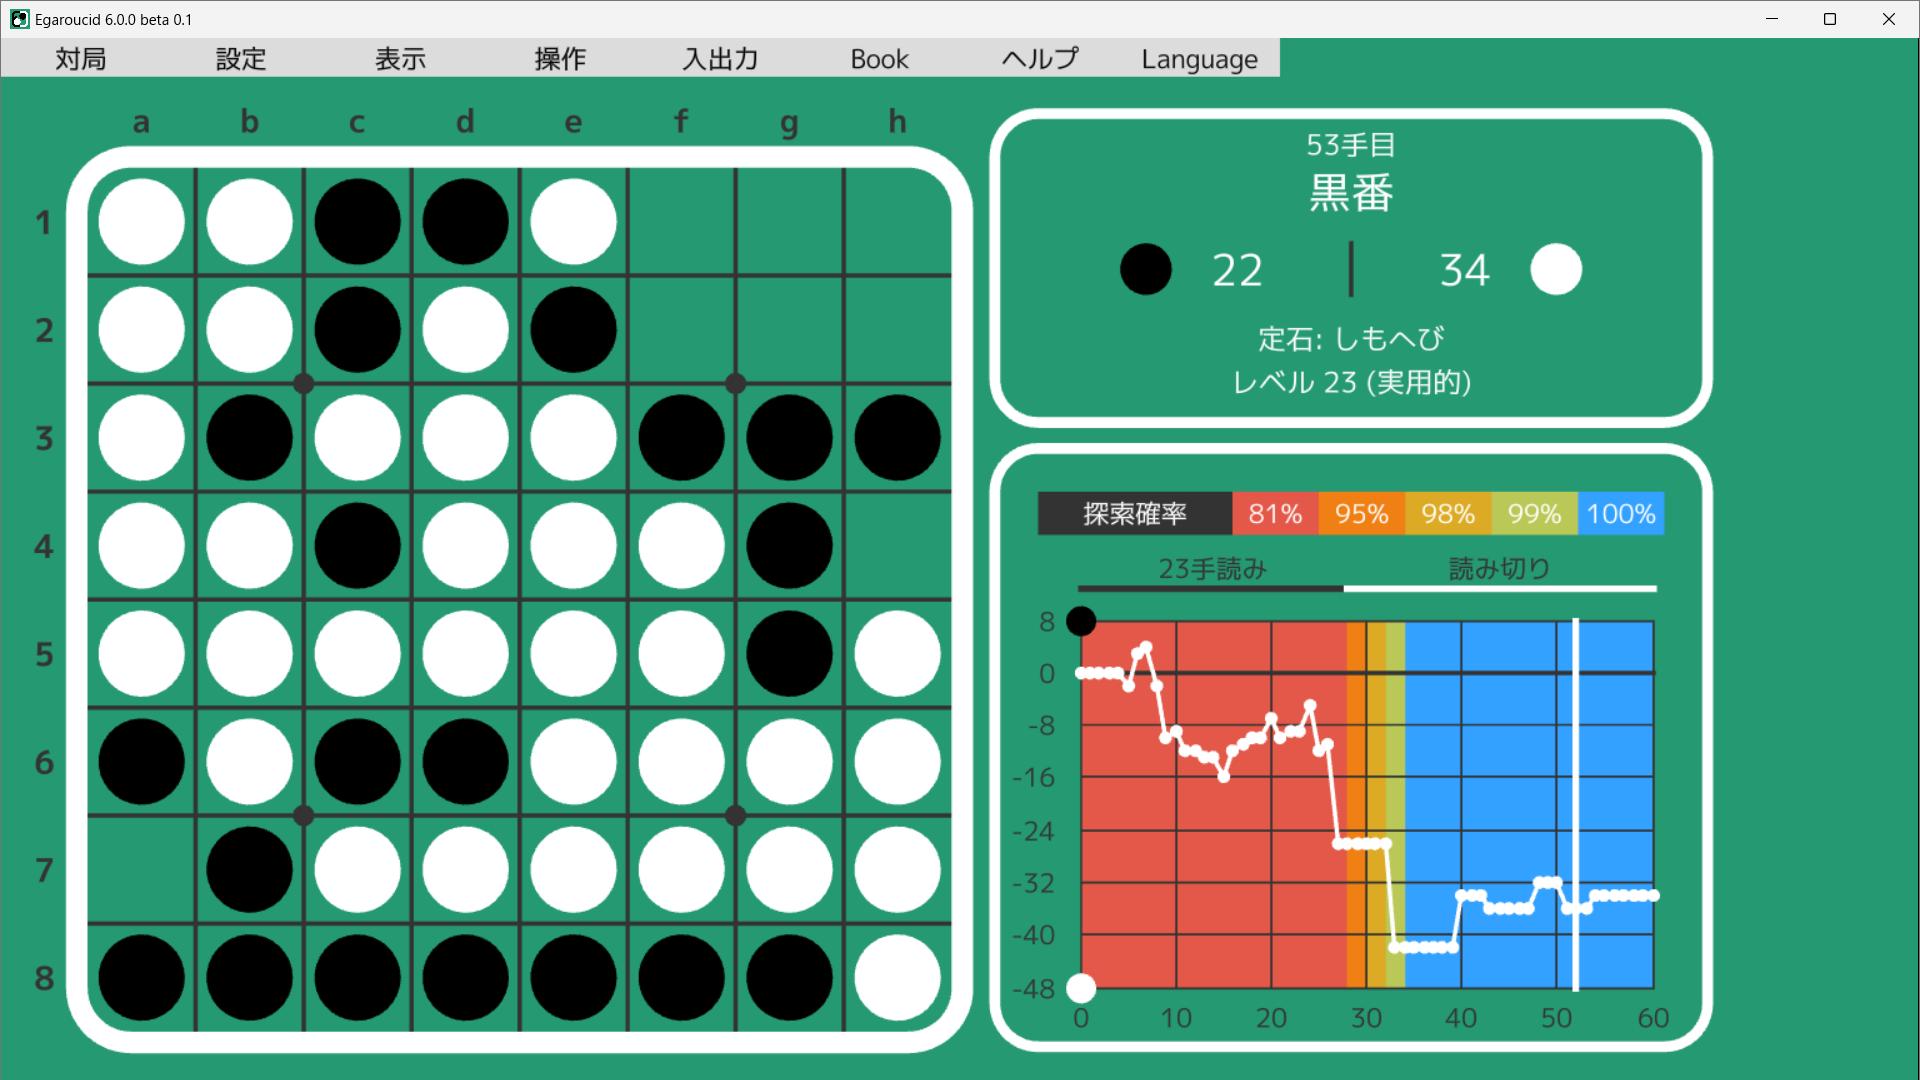 Egaroucid 6.0.0 beta 0.1
対局 設定 表示 操作 入出力 Book ヘルプ Language
a b c d e f g h
1
2
3
4
5
6
7
8
53手目
黒番
22 34
定石: しもへび
レベル 23 (実用的)
探索確率 81% 95% 98% 99% 100%
23手読み 読み切り
8
0
-8
-16
-24
-32
-40
-48
0 10 20 30 40 50 60